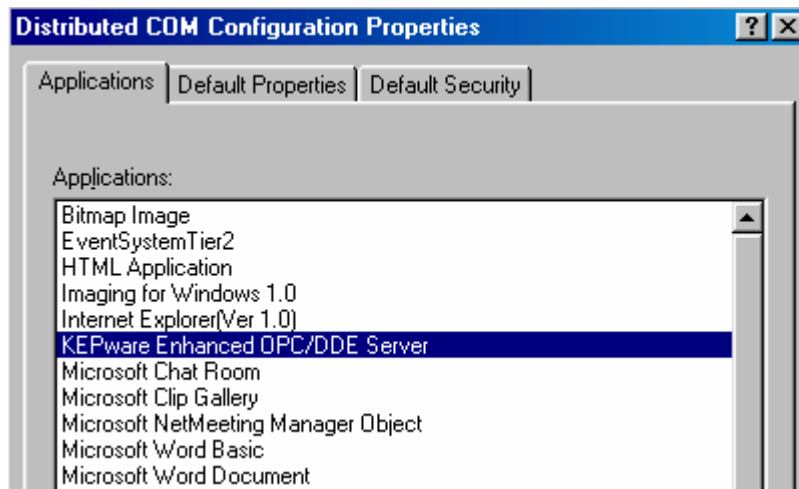 Distributed COM Configuration Properties
Applications Default Properties Default Security
Applications:
Bitmap Image
EventSystemTier2
HTML Application
Imaging for Windows 1.0
Internet Explorer(Ver 1.0)
KEPware Enhanced OPC/DDE Server
Microsoft Chat Room
Microsoft Clip Gallery
Microsoft NetMeeting Manager Object
Microsoft Word Basic
Microsoft Word Document